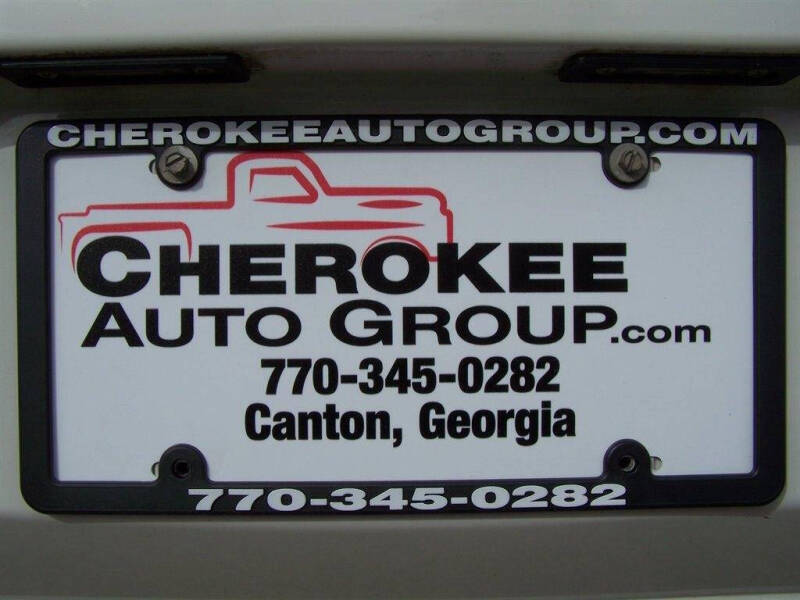 CHEROKEEAUTOGROUP.COM
CHEROKEE
AUTO GROUP.com
770-345-0282
Canton, Georgia
770-345-0282